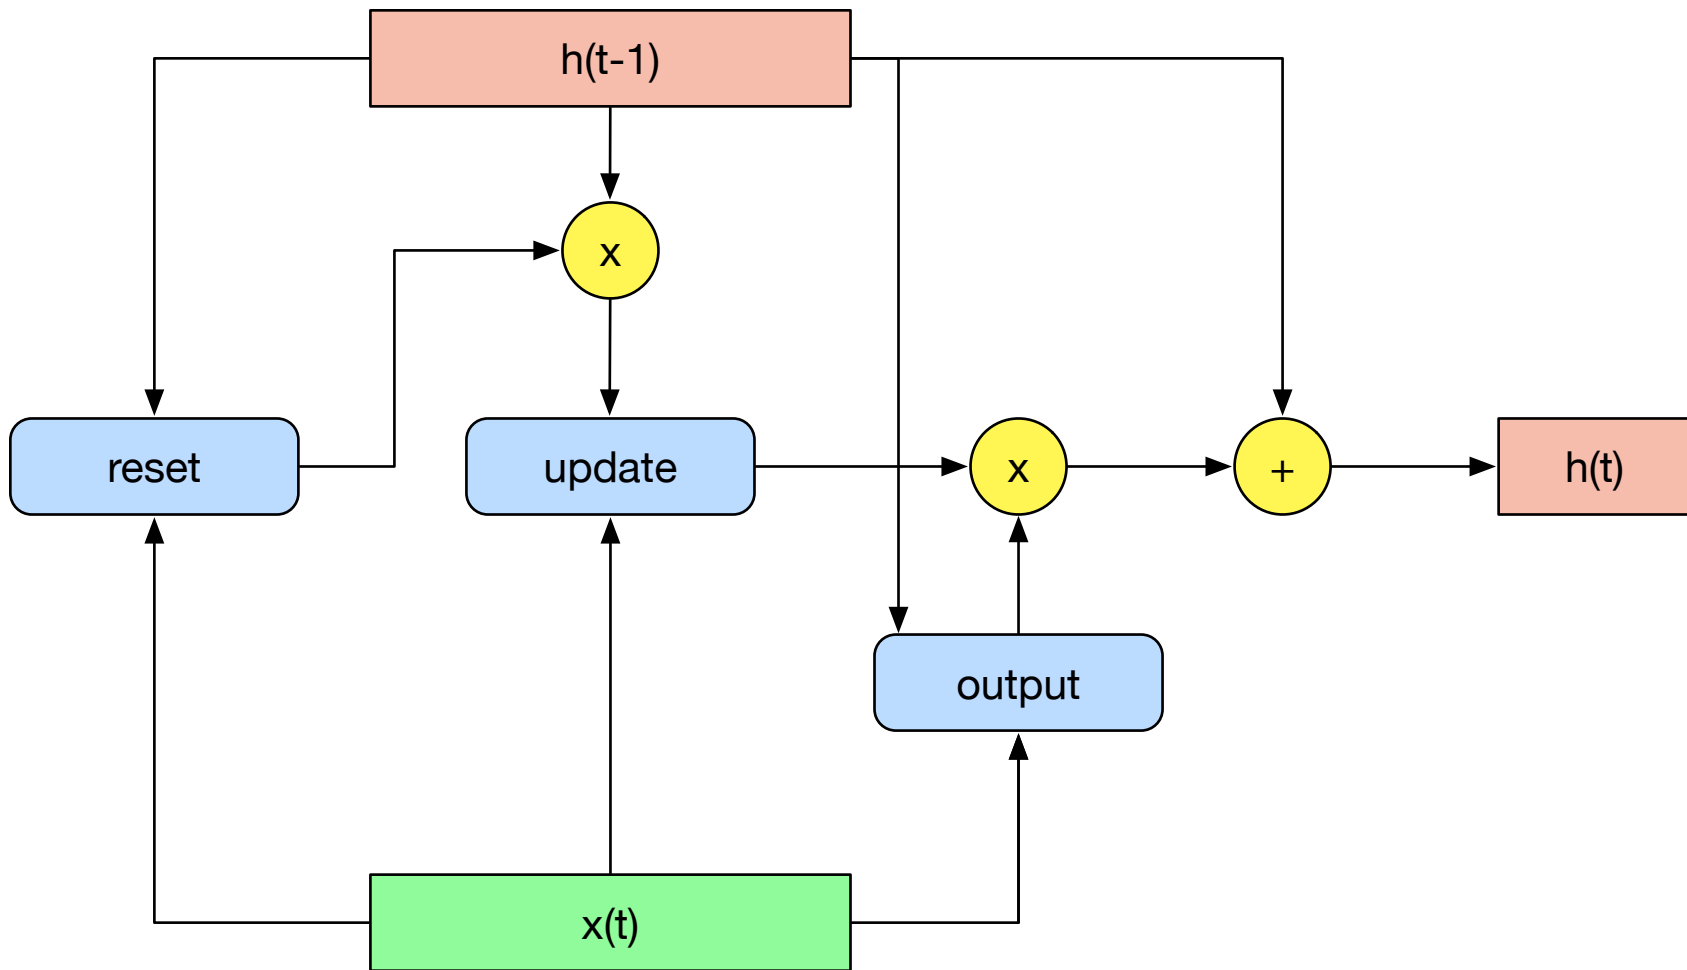 h(t-1)
x
reset
update
x
+
h(t)
output
x(t)